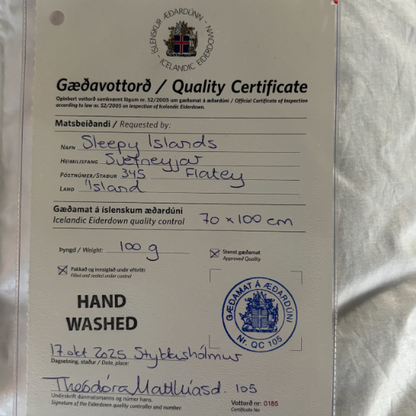 ÍSLENSKUR ÆÐARDÚNN
ICELANDIC EIDERDOWN
Gæðavottorð / Quality Certificate
Opinbert vottorð samkvæmt lögum nr. 52/2005 um gæðamat á æðardúni / Official Certificate of Inspection
according to law nr. 52/2005 on inspection of Icelandic Eiderdown.
Matsbeiðandi / Requested by:
NAFN Sleepy Islands
HEIMILISFANG Svefneyjar
PÓSTNÚMER/STAÐUR 345 Flatey
LAND Ísland
Gæðamat á íslenskum æðardúni
Icelandic Eiderdown quality control 70 x 100 cm
Þyngd / Weight: 100 g
Stenst gæðamat
Approved Quality
Pakkað og innsiglað undir eftirliti
Filled and sealed under control
HAND
WASHED
GÆÐAMAT Á ÆÐARDÚNI
Nr. QC 105
17. okt 2025 Stykkishólmur
Dagsetning, staður / Date, place:
Theódóra Matthíasd. 105
Undirskrift dúnmatsmanns og númer hans.
Signature of the Eiderdown quality controller and number.
Vottorð nr: 0185
Certificate No